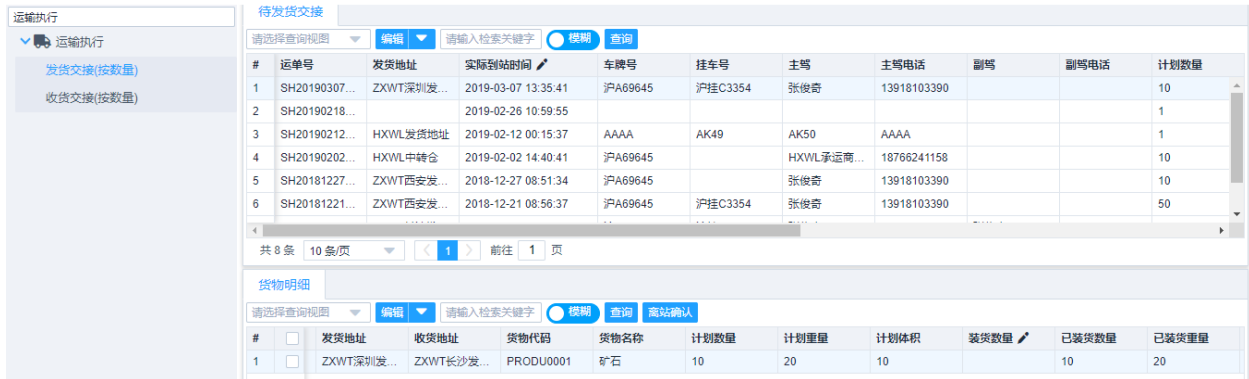 运输执行
运输执行
发货交接(按数量)
收货交接(按数量)
待发货交接
请选择查询视图 编辑 请输入检索关键字 模糊 查询
# 运单号 发货地址 实际到站时间 车牌号 挂车号 主驾 主驾电话 副驾 副驾电话 计划数量
1 SH20190307... ZXWT深圳发... 2019-03-07 13:35:41 沪A69645 沪挂C3354 张俊奇 13918103390 10
2 SH20190218... 2019-02-26 10:59:55 1
3 SH20190212... HXWL发货地址 2019-02-12 00:15:37 AAAA AK49 AK50 AAAA 1
4 SH20190202... HXWL中转仓 2019-02-02 14:40:41 沪A69645 HXWL承运商... 18766241158 10
5 SH20181227... ZXWT西安发... 2018-12-27 08:51:34 沪A69645 张俊奇 13918103390 10
6 SH20181221... ZXWT西安发... 2018-12-21 08:56:37 沪A69645 沪挂C3354 张俊奇 13918103390 50
共 8 条 10 条/页 1 前往 1 页
货物明细
请选择查询视图 编辑 请输入检索关键字 模糊 查询 离站确认
# 发货地址 收货地址 货物代码 货物名称 计划数量 计划重量 计划体积 装货数量 已装货数量 已装货重量
1 ZXWT深圳发... ZXWT长沙发... PRODU0001 矿石 10 20 10 10 20